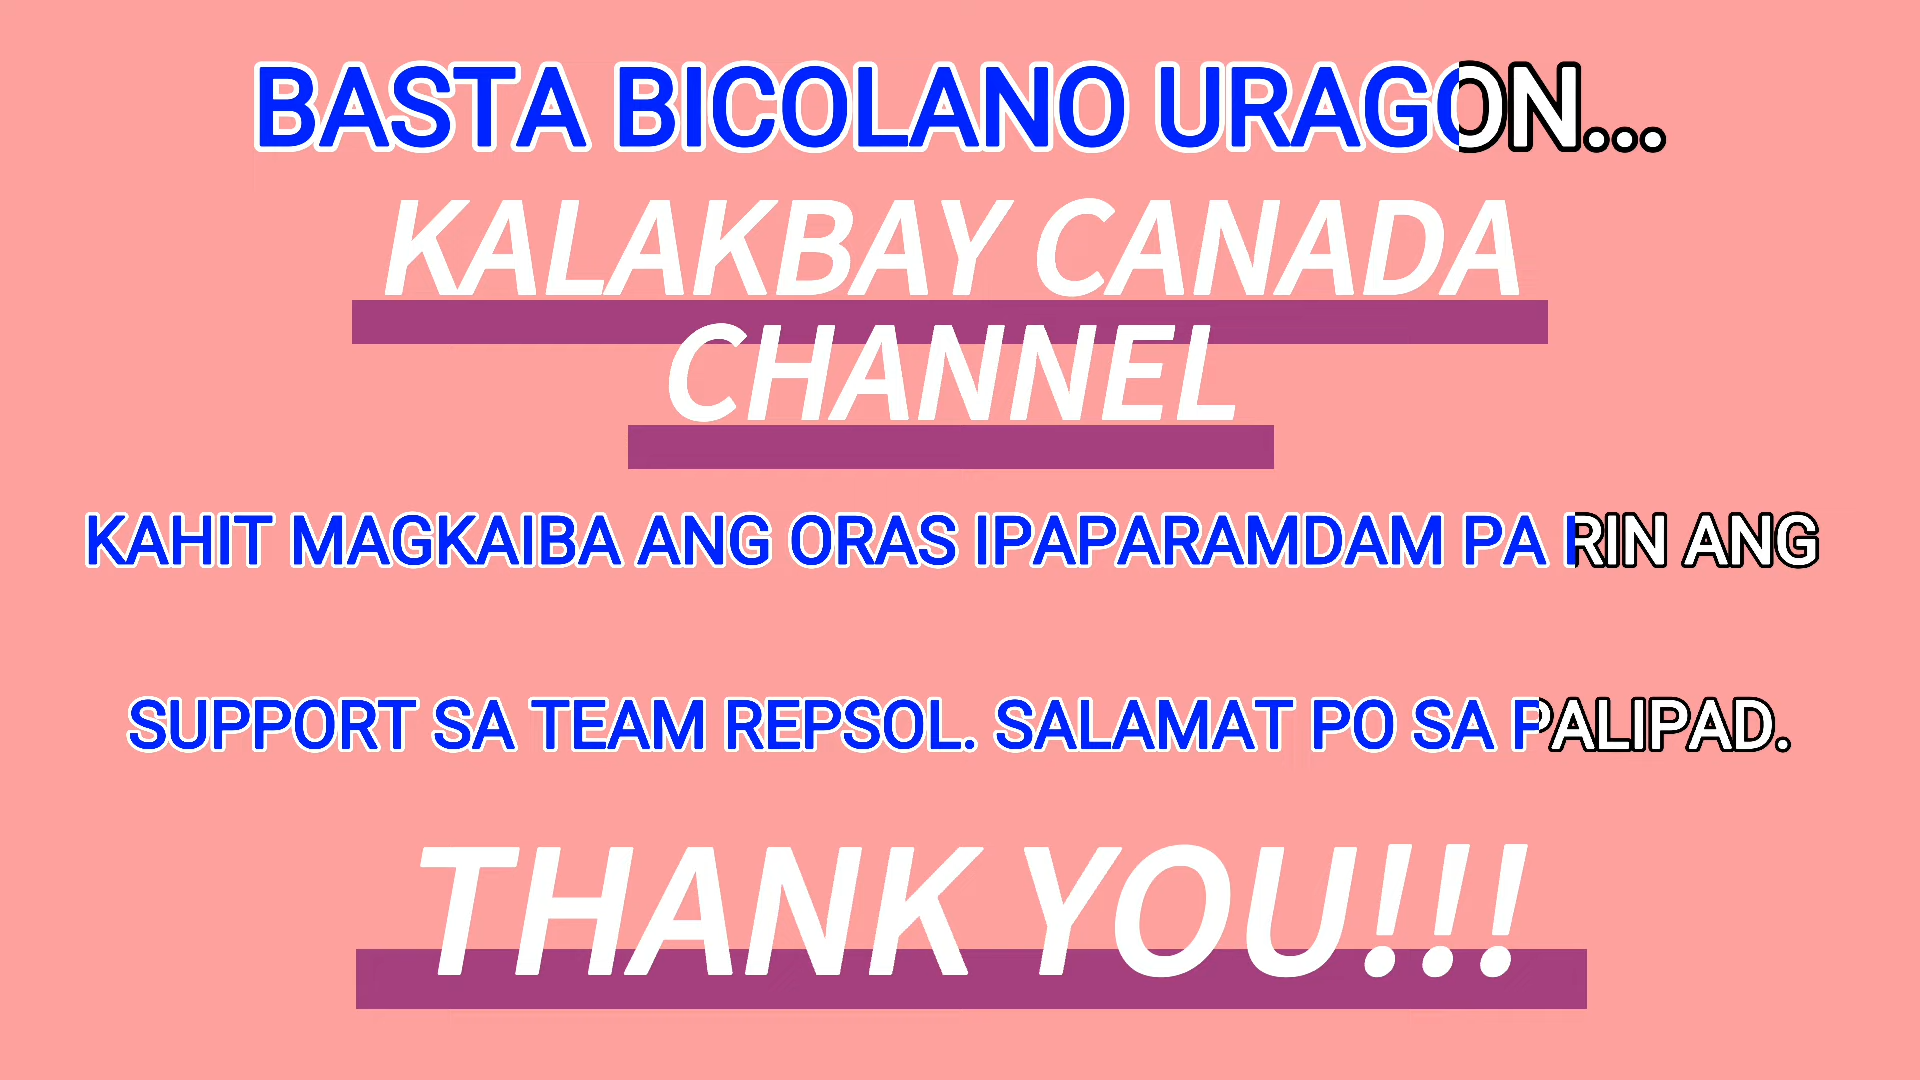 BASTA BICOLANO URAGON...
KALAKBAY CANADA
CHANNEL
KAHIT MAGKAIBA ANG ORAS IPAPARAMDAM PA RIN ANG
SUPPORT SA TEAM REPSOL. SALAMAT PO SA PALIPAD.
THANK YOU!!!